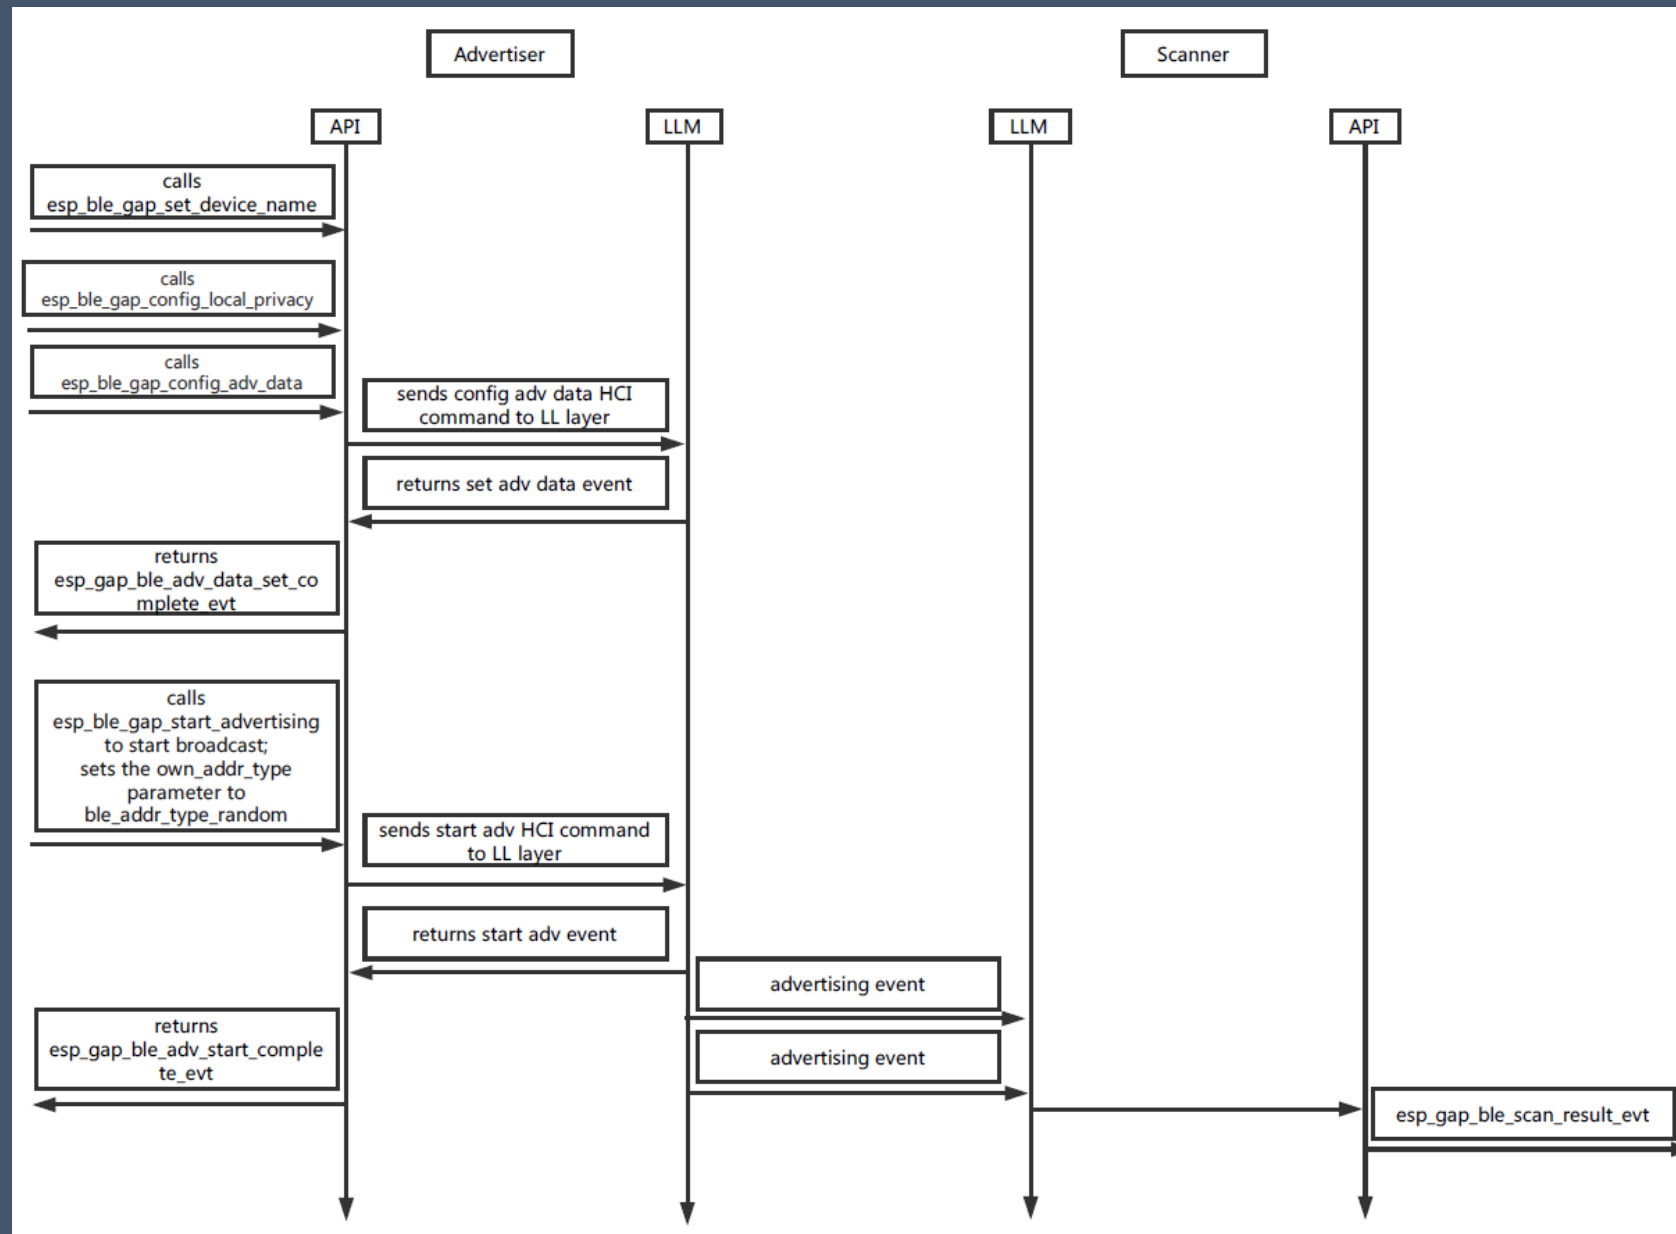 Advertiser
Scanner
API
LLM
LLM
API
calls
esp_ble_gap_set_device_name
calls
esp_ble_gap_config_local_privacy
calls
esp_ble_gap_config_adv_data
sends config adv data HCI
command to LL layer
returns set adv data event
returns
esp_gap_ble_adv_data_set_co
mplete_evt
calls
esp_ble_gap_start_advertising
to start broadcast;
sets the own_addr_type
parameter to
ble_addr_type_random
sends start adv HCI command
to LL layer
returns start adv event
advertising event
returns
esp_gap_ble_adv_start_comple
te_evt
advertising event
esp_gap_ble_scan_result_evt